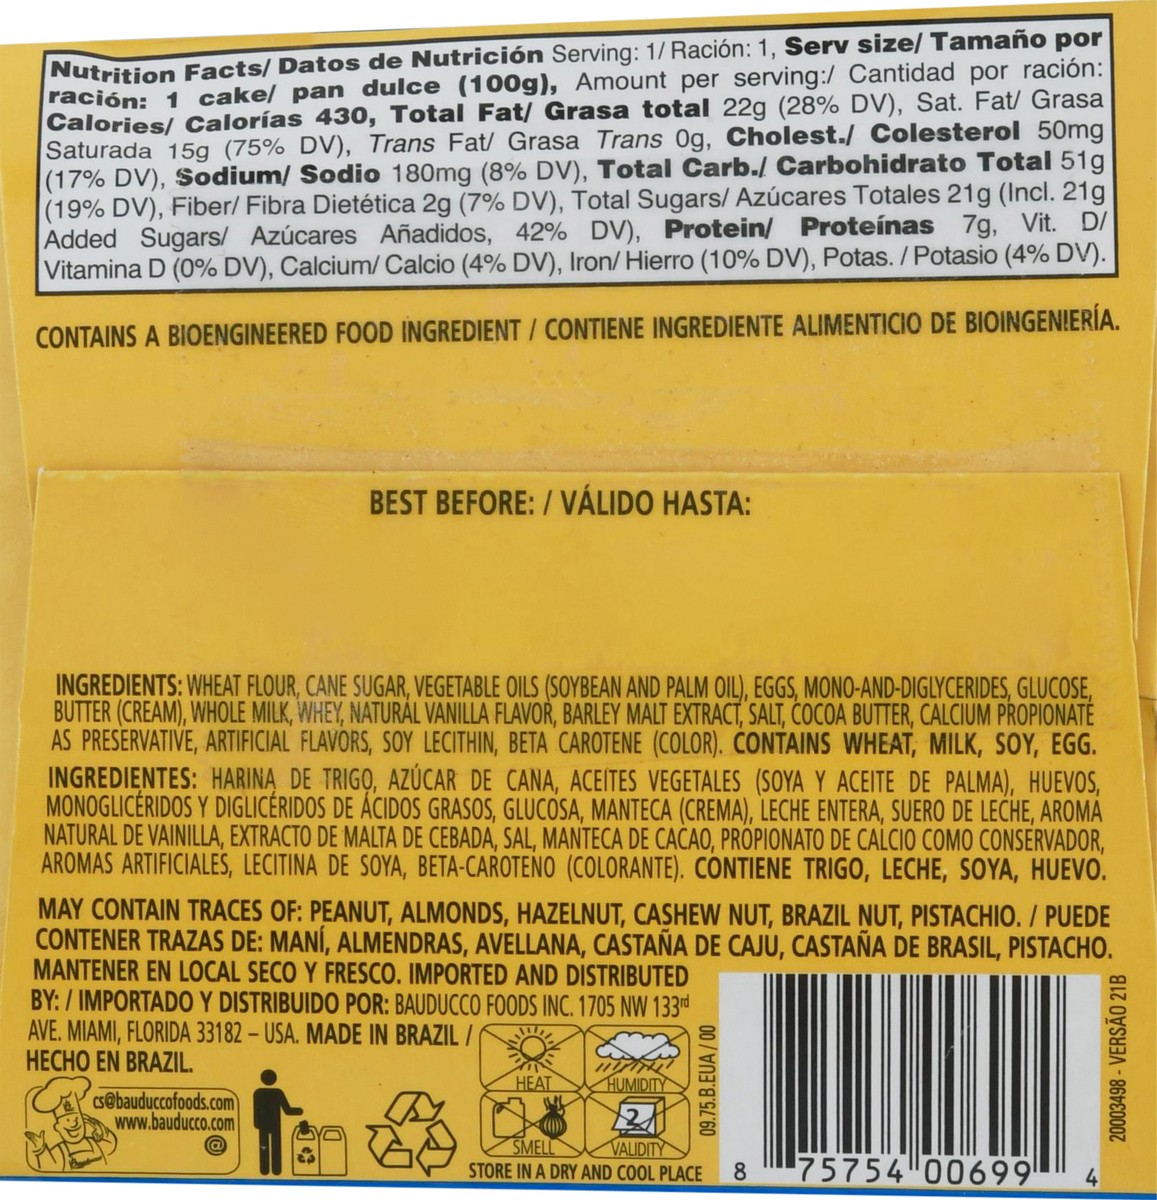 Nutrition Facts/ Datos de Nutrición Serving: 1/ Ración: 1, Serv size/ Tamaño por
ración: 1 cake/ pan dulce (100g), Amount per serving:/ Cantidad por ración:
Calories/ Calorías 430, Total Fat/ Grasa total 22g (28% DV), Sat. Fat/ Grasa
Saturada 15g (75% DV), Trans Fat/ Grasa Trans 0g, Cholest./ Colesterol 50mg
(17% DV), Sodium/ Sodio 180mg (8% DV), Total Carb./ Carbohidrato Total 51g
(19% DV), Fiber/ Fibra Dietética 2g (7% DV), Total Sugars/ Azúcares Totales 21g (Incl. 21g
Added Sugars/ Azúcares Añadidos, 42% DV), Protein/ Proteínas 7g, Vit. D/
Vitamina D (0% DV), Calcium/ Calcio (4% DV), Iron/ Hierro (10% DV), Potas. / Potasio (4% DV).
CONTAINS A BIOENGINEERED FOOD INGREDIENT / CONTIENE INGREDIENTE ALIMENTICIO DE BIOINGENIERÍA.
BEST BEFORE: / VÁLIDO HASTA:
INGREDIENTS: WHEAT FLOUR, CANE SUGAR, VEGETABLE OILS (SOYBEAN AND PALM OIL), EGGS, MONO-AND-DIGLYCERIDES, GLUCOSE,
BUTTER (CREAM), WHOLE MILK, WHEY, NATURAL VANILLA FLAVOR, BARLEY MALT EXTRACT, SALT, COCOA BUTTER, CALCIUM PROPIONATE
AS PRESERVATIVE, ARTIFICIAL FLAVORS, SOY LECITHIN, BETA CAROTENE (COLOR). CONTAINS WHEAT, MILK, SOY, EGG.
INGREDIENTES: HARINA DE TRIGO, AZÚCAR DE CANA, ACEITES VEGETALES (SOYA Y ACEITE DE PALMA), HUEVOS,
MONOGLICÉRIDOS Y DIGLICÉRIDOS DE ÁCIDOS GRASOS, GLUCOSA, MANTECA (CREMA), LECHE ENTERA, SUERO DE LECHE, AROMA
NATURAL DE VAINILLA, EXTRACTO DE MALTA DE CEBADA, SAL, MANTECA DE CACAO, PROPIONATO DE CALCIO COMO CONSERVADOR,
AROMAS ARTIFICIALES, LECITINA DE SOYA, BETA-CAROTENO (COLORANTE). CONTIENE TRIGO, LECHE, SOYA, HUEVO.
MAY CONTAIN TRACES OF: PEANUT, ALMONDS, HAZELNUT, CASHEW NUT, BRAZIL NUT, PISTACHIO. / PUEDE
CONTENER TRAZAS DE: MANÍ, ALMENDRAS, AVELLANA, CASTAÑA DE CAJU, CASTAÑA DE BRASIL, PISTACHO.
MANTENER EN LOCAL SECO Y FRESCO. IMPORTED AND DISTRIBUTED
BY: / IMPORTADO Y DISTRIBUIDO POR: BAUDUCCO FOODS INC. 1705 NW 133rd
AVE. MIAMI, FLORIDA 33182 – USA. MADE IN BRAZIL /
HECHO EN BRAZIL.
cs@bauduccofoods.com
www.bauducco.com
@
HEAT
HUMIDITY
2
SMELL
VALIDITY
STORE IN A DRY AND COOL PLACE
09.75.B.EUA / 00
8 75754 00699 4
20003498 - VERSÃO 21B